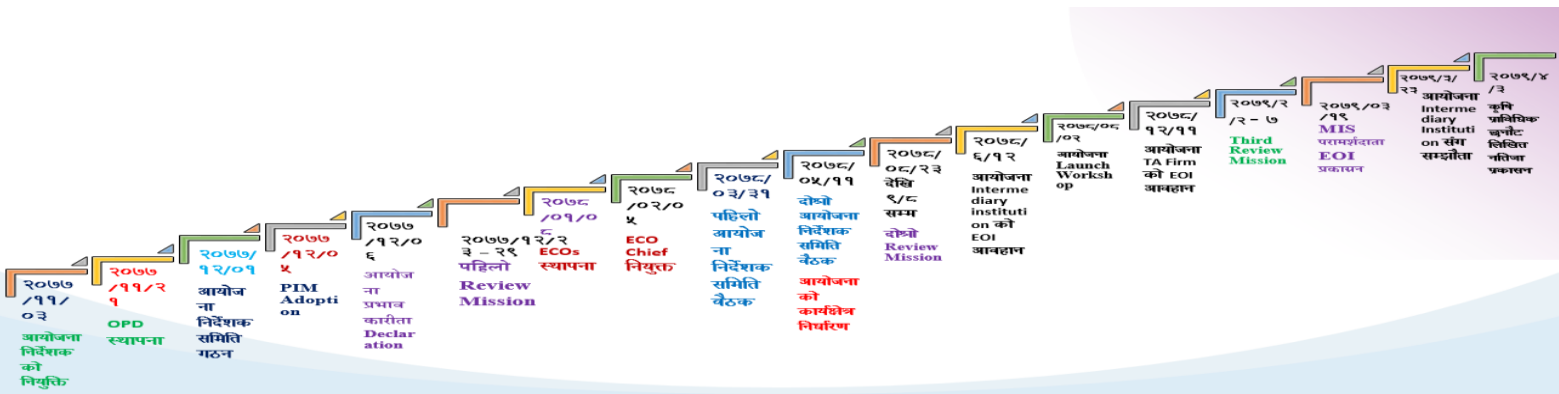 २०७७
/११/
०३
आयोजना
निर्देशक
को
नियुक्ति
२०७७
/११/२
१
OPD
स्थापना
२०७७/
१२/०१
आयोज
ना
निर्देशक
समिति
गठन
२०७७
/१२/०
५
PIM
Adopti
on
२०७७
/१२/०
६
आयोज
ना
प्रभाव
कारीता
Declar
ation
२०७७/१२/२
३ – २९
पहिलो
Review
Mission
२०७८
/०१/०
८
ECOs
स्थापना
२०७८
/०२/०
५
ECO
Chief
नियुक्त
२०७८/
०३/३१
पहिलो
आयोज
ना
निर्देशक
समिति
बैठक
२०७८/
०५/११
दोश्रो
आयोजना
निर्देशक
समिति
बैठक
आयोजना
को
कार्यक्षेत्र
निर्धारण
२०७८/
०८/२३
देखि
९/८
सम्म
दोश्रो
Review
Mission
२०७८/
६/१२
आयोजना
Interme
diary
instituti
on को
EOI
आवहान
२०७८/०८
/०२
आयोजना
Launch
Worksh
op
२०७८/
१२/११
आयोजना
TA Firm
को EOI
आवहान
२०७९/२
/२ – ७
Third
Review
Mission
२०७९/०३
/१९
MIS
परामर्शदाता
EOI
प्रकाशन
२०७९/३/
२३
आयोजना
Interme
diary
Instituti
on संग
सम्झौता
२०७९/४
/३
कृषि
प्राविधिक
छनौट
लिखित
नतिजा
प्रकाशन